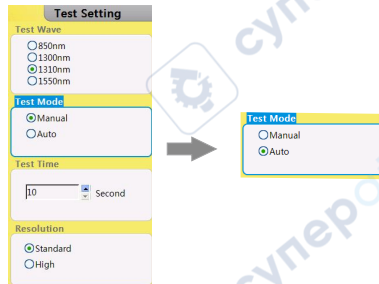 Test Setting
Test Wave
850nm
1300nm
1310nm
1550nm
Test Mode
Manual
Auto
Test Time
10 Second
Resolution
Standard
High
Test Mode
Manual
Auto